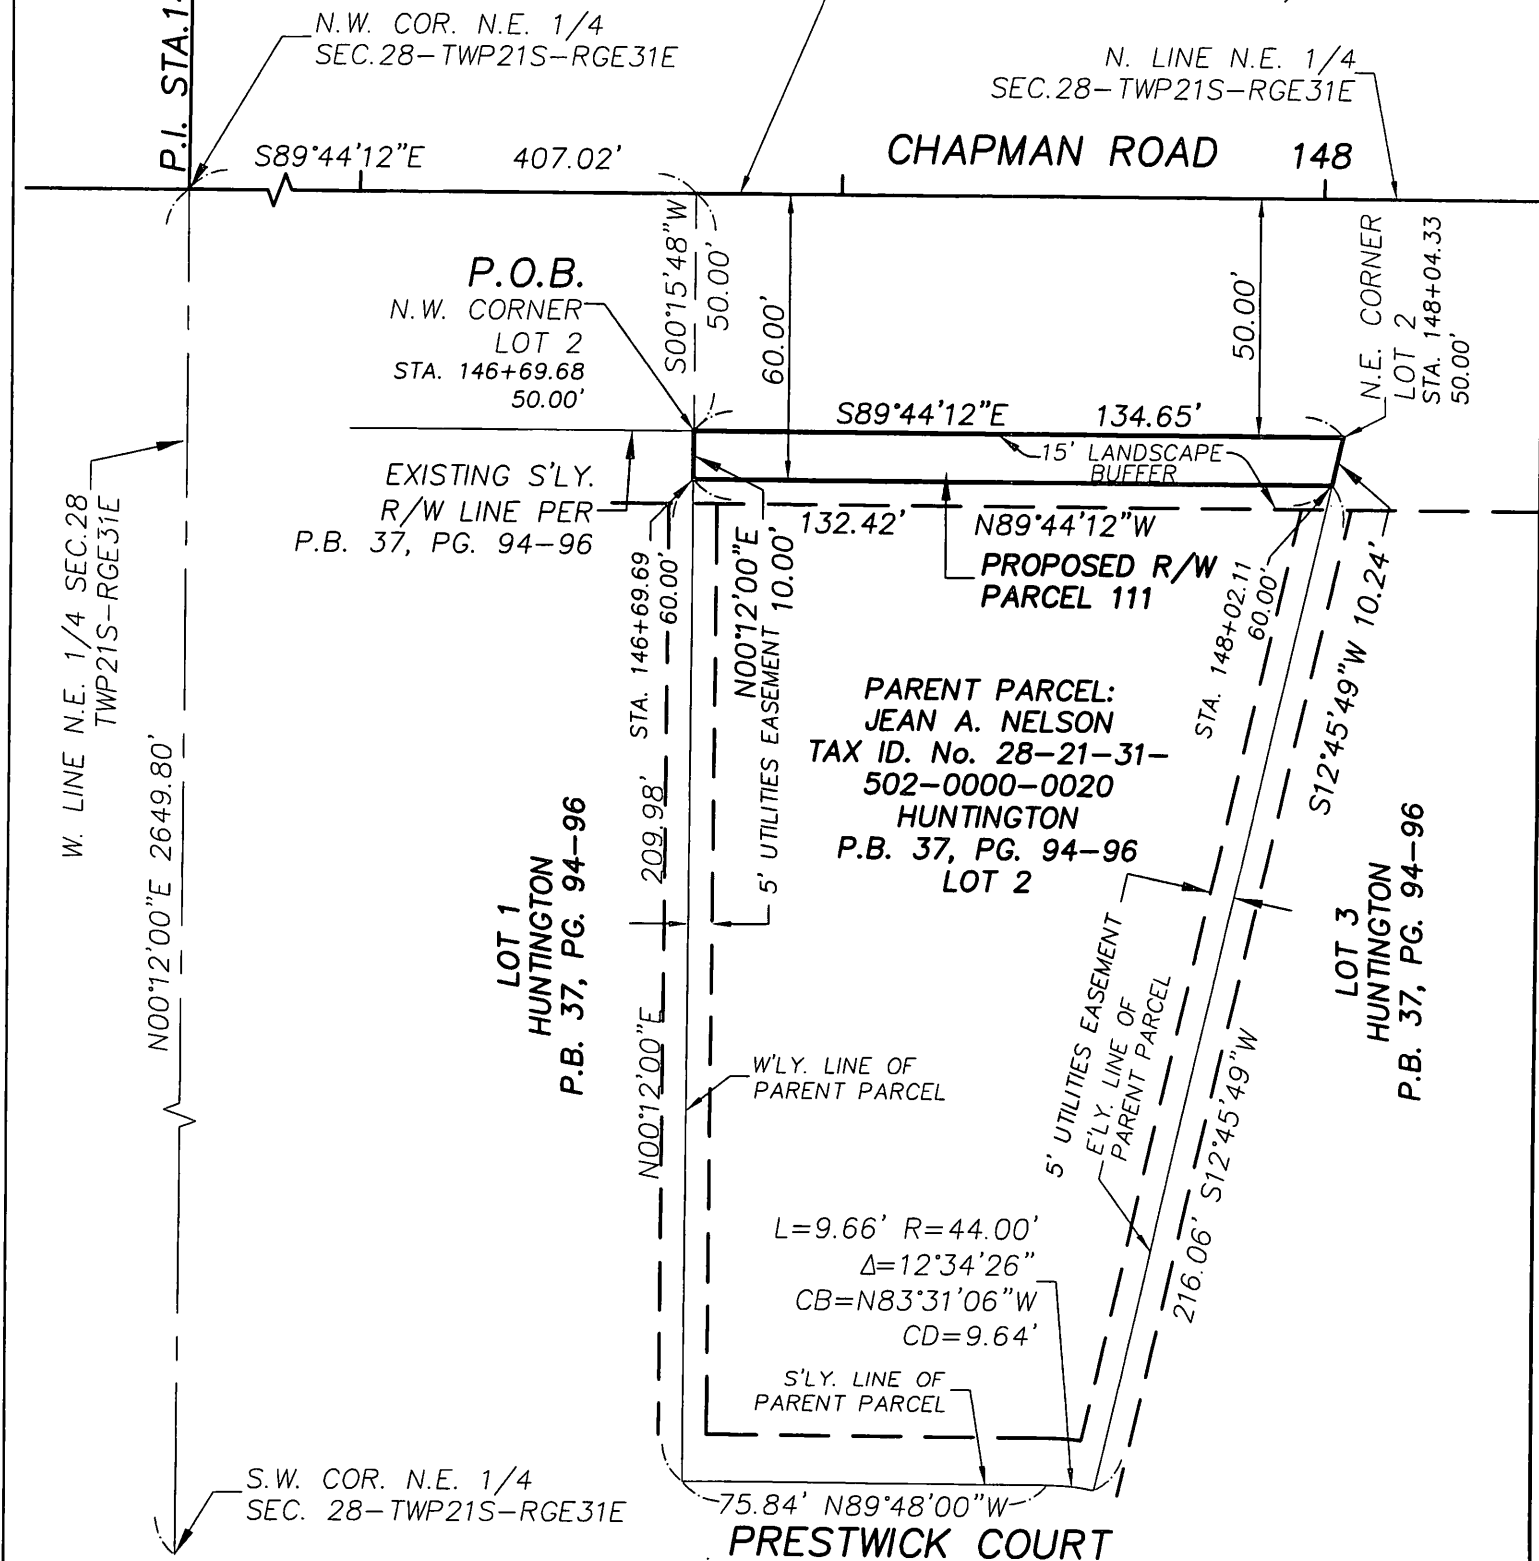 P.I. STA.14
N.W. COR. N.E. 1/4
SEC.28-TWP21S-RGE31E
N. LINE N.E. 1/4
SEC.28-TWP21S-RGE31E
S89°44'12"E 407.02'
CHAPMAN ROAD 148
S00°15'48"W
50.00'
60.00'
50.00'
N.E. CORNER
LOT 2
STA. 148+04.33
50.00'
P.O.B.
N.W. CORNER
LOT 2
STA. 146+69.68
50.00'
S89°44'12"E 134.65'
15' LANDSCAPE
BUFFER
EXISTING S'LY.
R/W LINE PER
P.B. 37, PG. 94-96
132.42' N89°44'12"W
PROPOSED R/W
PARCEL 111
W. LINE N.E. 1/4 SEC.28
TWP21S-RGE31E
N00°12'00"E 2649.80'
STA. 146+69.69
60.00'
N00°12'00"E
10.00'
5' UTILITIES EASEMENT
STA. 148+02.11
60.00'
S12°45'49"W 10.24'
PARENT PARCEL:
JEAN A. NELSON
TAX ID. No. 28-21-31-
502-0000-0020
HUNTINGTON
P.B. 37, PG. 94-96
LOT 2
LOT 1
HUNTINGTON
P.B. 37, PG. 94-96
N00°12'00"E 209.98'
LOT 3
HUNTINGTON
P.B. 37, PG. 94-96
5' UTILITIES EASEMENT
E'LY. LINE OF
PARENT PARCEL
W'LY. LINE OF
PARENT PARCEL
216.06' S12°45'49"W
L=9.66' R=44.00'
Δ=12°34'26"
CB=N83°31'06"W
CD=9.64'
S'LY. LINE OF
PARENT PARCEL
S.W. COR. N.E. 1/4
SEC. 28-TWP21S-RGE31E
75.84' N89°48'00"W
PRESTWICK COURT